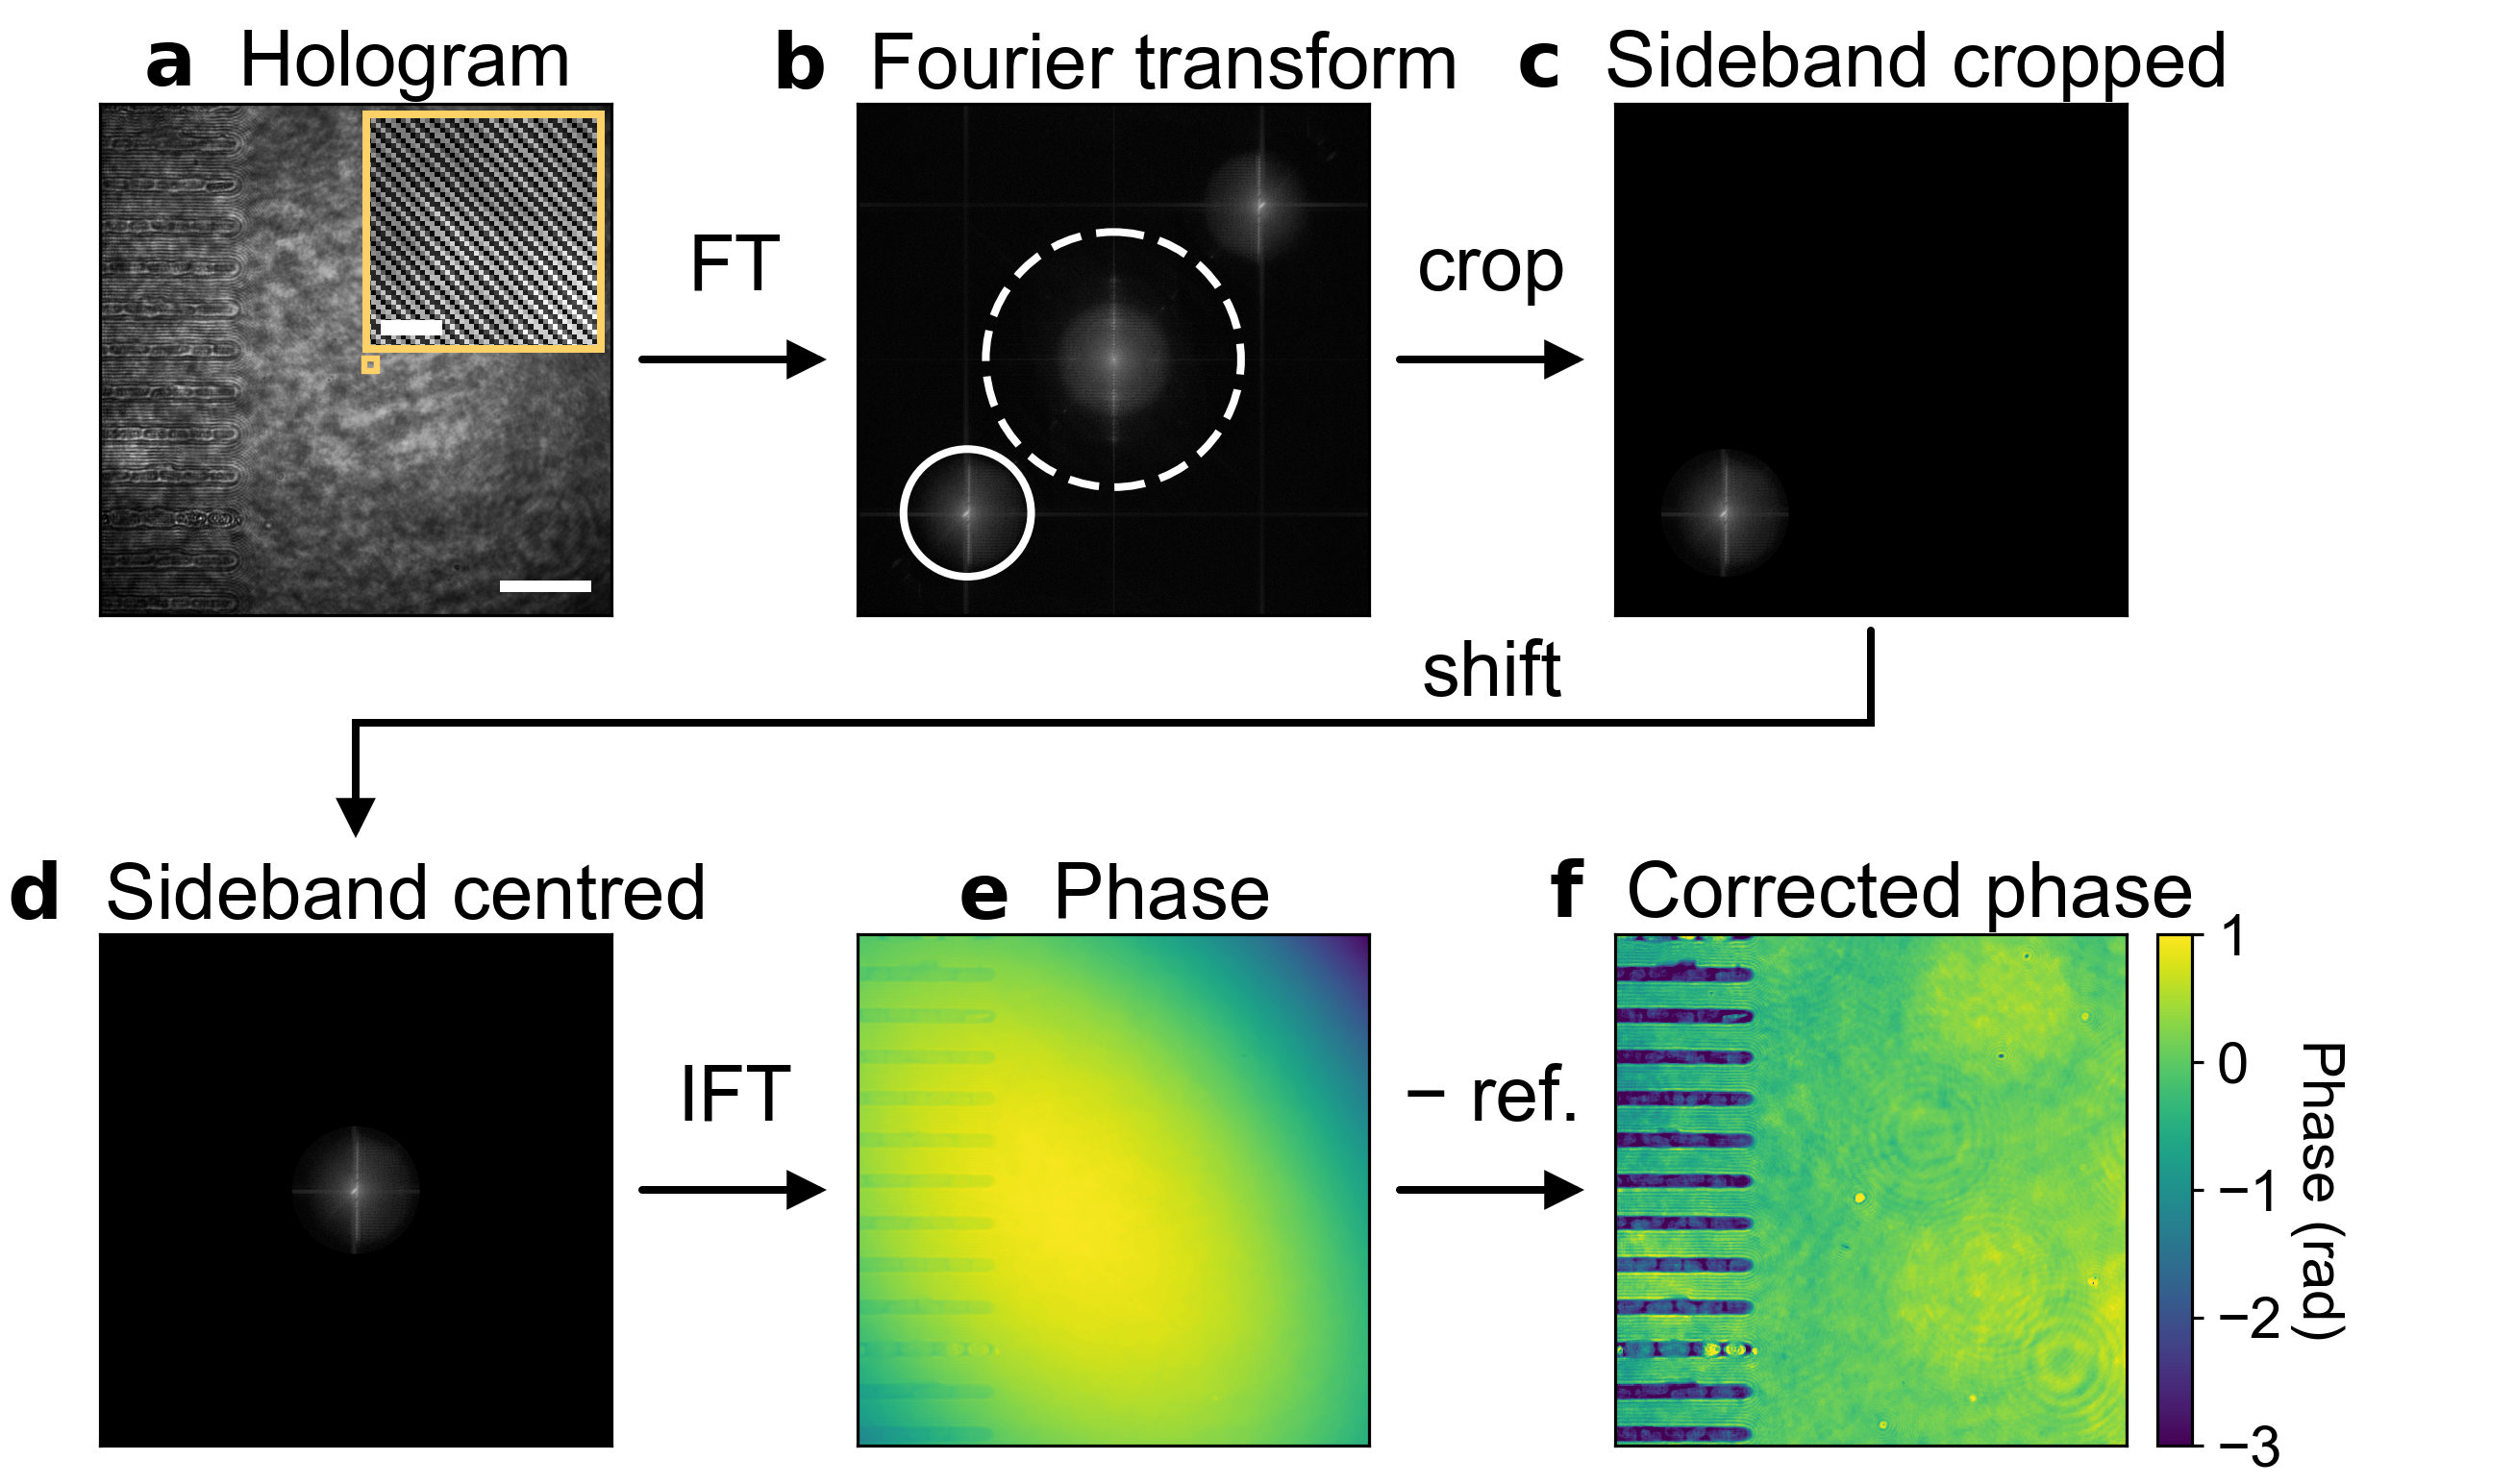 a Hologram
b Fourier transform
c Sideband cropped
FT
crop
shift
d Sideband centred
e Phase
f Corrected phase
IFT
− ref.
1
0
−1
−2
−3
Phase (rad)